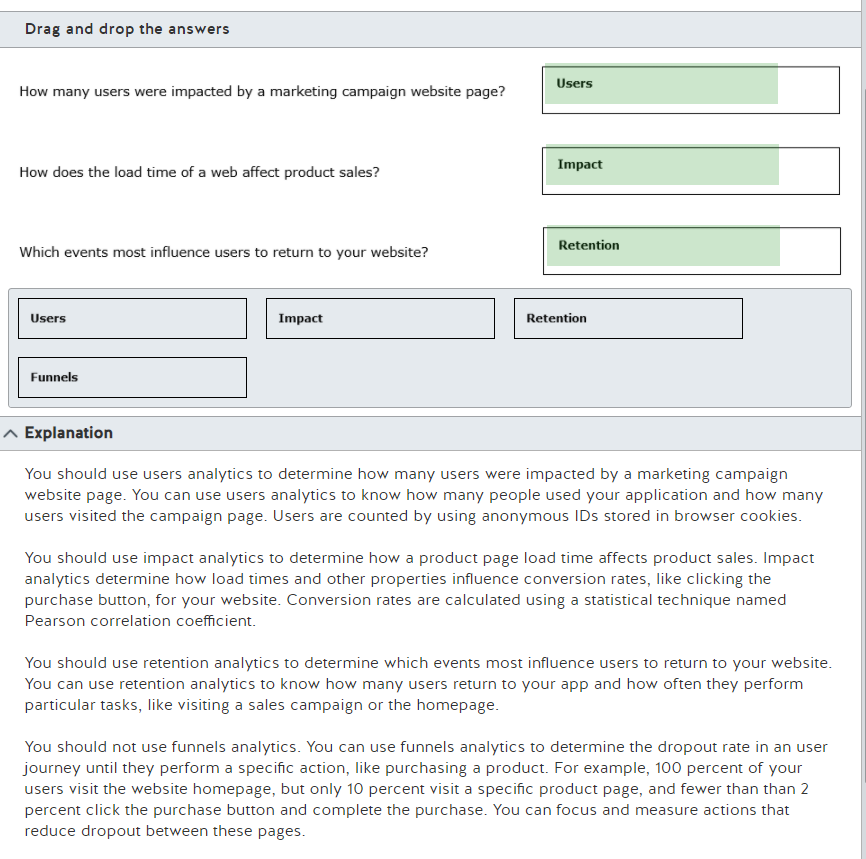 Drag and drop the answers
How many users were impacted by a marketing campaign website page?
Users
How does the load time of a web affect product sales?
Impact
Which events most influence users to return to your website?
Retention
Users
Impact
Retention
Funnels
Explanation
You should use users analytics to determine how many users were impacted by a marketing campaign
website page. You can use users analytics to know how many people used your application and how many
users visited the campaign page. Users are counted by using anonymous IDs stored in browser cookies.
You should use impact analytics to determine how a product page load time affects product sales. Impact
analytics determine how load times and other properties influence conversion rates, like clicking the
purchase button, for your website. Conversion rates are calculated using a statistical technique named
Pearson correlation coefficient.
You should use retention analytics to determine which events most influence users to return to your website.
You can use retention analytics to know how many users return to your app and how often they perform
particular tasks, like visiting a sales campaign or the homepage.
You should not use funnels analytics. You can use funnels analytics to determine the dropout rate in an user
journey until they perform a specific action, like purchasing a product. For example, 100 percent of your
users visit the website homepage, but only 10 percent visit a specific product page, and fewer than than 2
percent click the purchase button and complete the purchase. You can focus and measure actions that
reduce dropout between these pages.